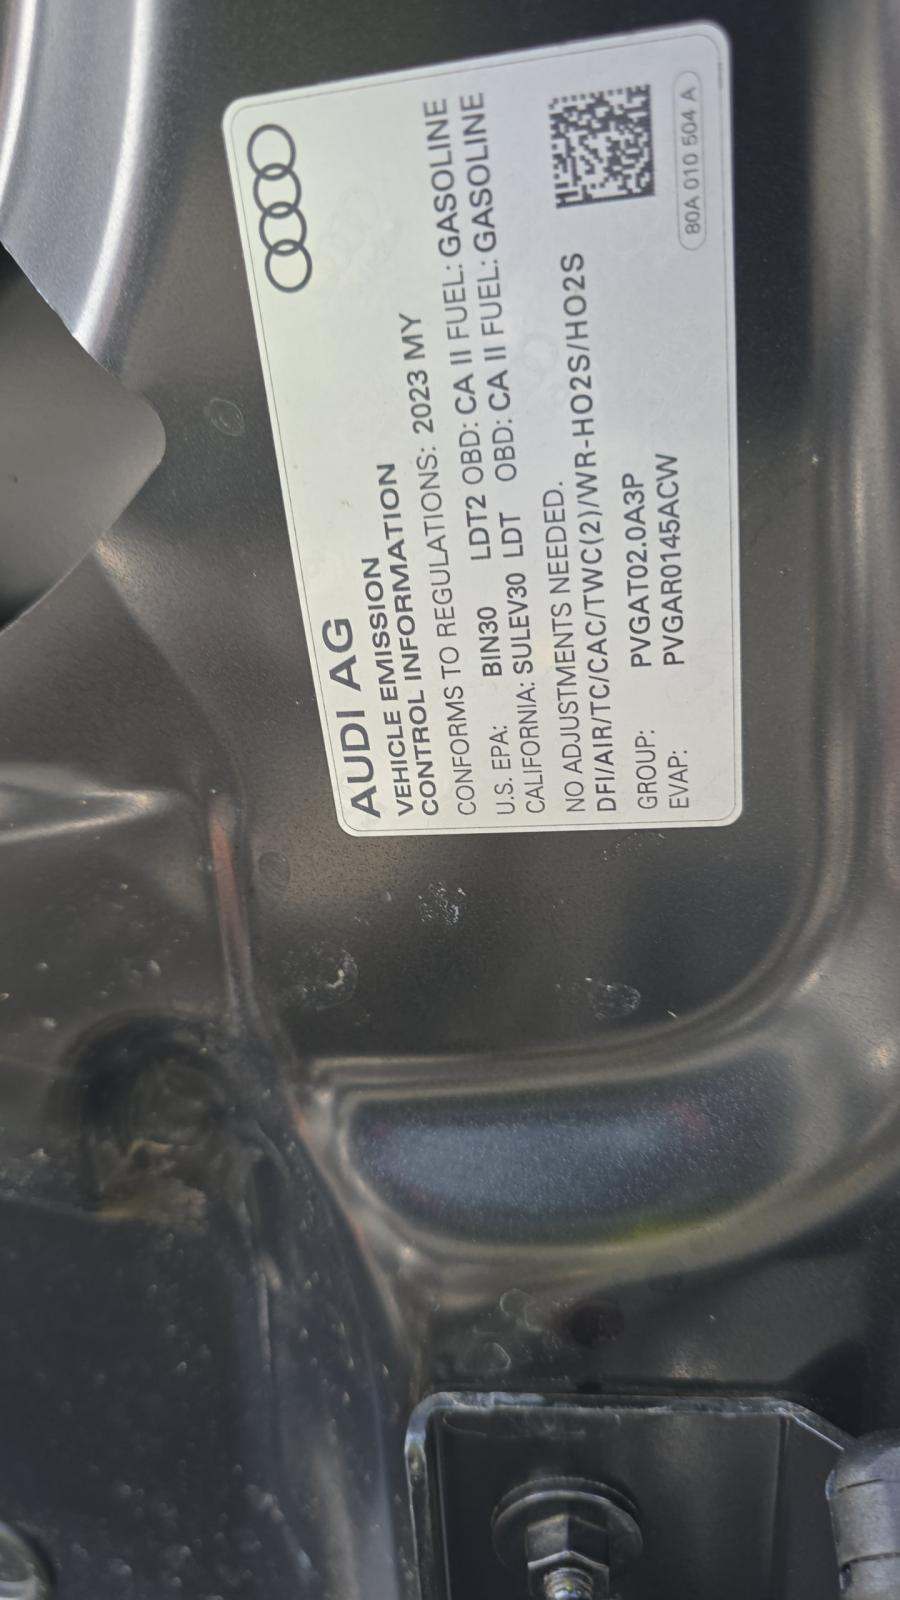 AUDI AG
VEHICLE EMISSION
CONTROL INFORMATION
CONFORMS TO REGULATIONS: 2023 MY
U.S. EPA: BIN30 LDT2 OBD: CA II FUEL: GASOLINE
CALIFORNIA: SULEV30 LDT OBD: CA II FUEL: GASOLINE
NO ADJUSTMENTS NEEDED.
DFI/AIR/TC/CAC/TWC(2)/WR-HO2S/HO2S
GROUP: PVGAT02.0A3P
EVAP: PVGAR0145ACW
80A 010 504 A